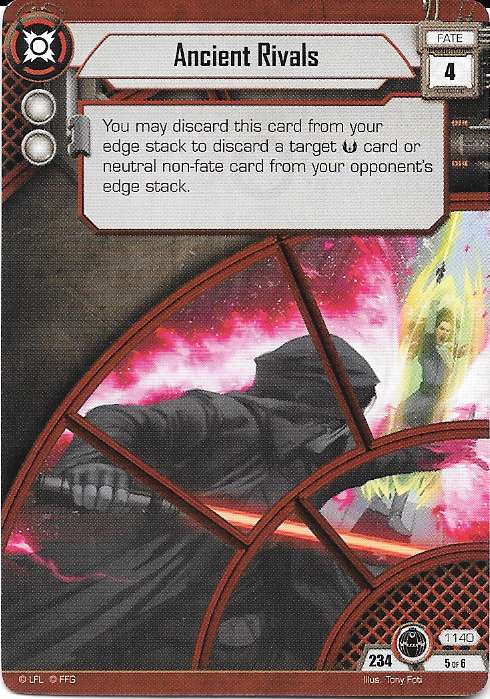 Ancient Rivals
FATE
4
You may discard this card from your
edge stack to discard a target card or
neutral non-fate card from your opponent's
edge stack.
1140
234
5 OF 6
© LFL © FFG
Illus. Tony Foti